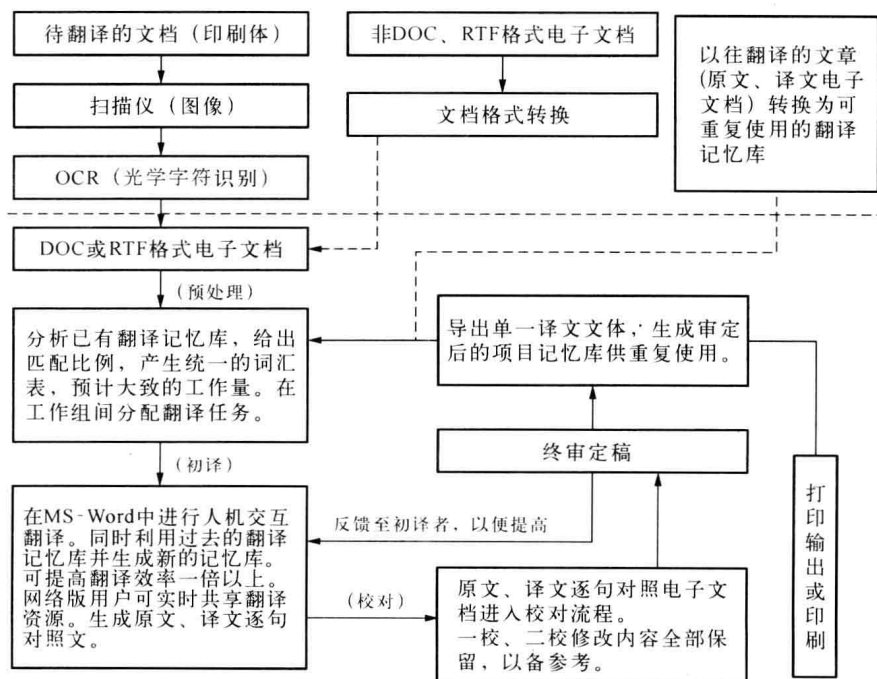 待翻译的文档（印刷体）
非DOC、RTF格式电子文档
以往翻译的文章
(原文、译文电子
文档）转换为可
重复使用的翻译
记忆库
扫描仪（图像）
文档格式转换
OCR（光学字符识别）
DOC或RTF格式电子文档
(预处理)
分析已有翻译记忆库，给出
匹配比例，产生统一的词汇
表，预计大致的工作量。在
工作组间分配翻译任务。
导出单一译文文体，生成审定
后的项目记忆库供重复使用。
(初译)
终审定稿
打
印
输
出
或
印
刷
在MS-Word中进行人机交互
翻译。同时利用过去的翻译
记忆库并生成新的记忆库。
可提高翻译效率一倍以上。
网络版用户可实时共享翻译
资源。生成原文、译文逐句
对照文。
反馈至初译者，以便提高
(校对)
原文、译文逐句对照电子文
档进入校对流程。
一校、二校修改内容全部保
留，以备参考。